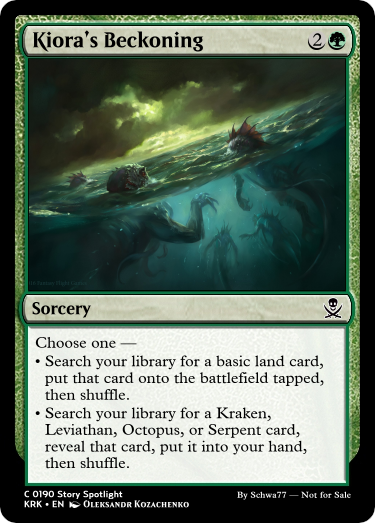 Kiora's Beckoning 2
Sorcery
Choose one —
• Search your library for a basic land card,
put that card onto the battlefield tapped,
then shuffle.
• Search your library for a Kraken,
Leviathan, Octopus, or Serpent card,
reveal that card, put it into your hand,
then shuffle.
C 0190 Story Spotlight
KRK • EN Oleksandr Kozachenko
By Schwa77 — Not for Sale